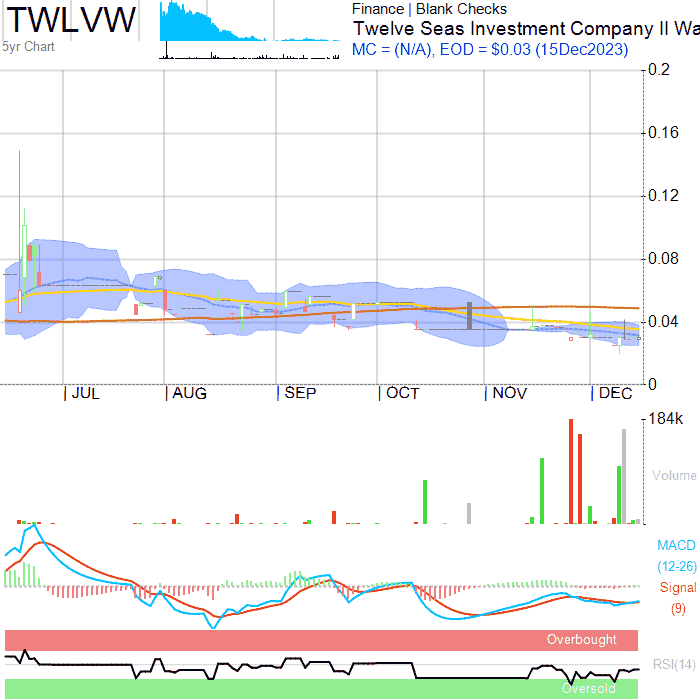 TWLVW
5yr Chart
Finance | Blank Checks
Twelve Seas Investment Company II Wa
MC = (N/A), EOD = $0.03 (15Dec2023)
0.2
0.16
0.12
0.08
0.04
0
JUL
AUG
SEP
OCT
NOV
DEC
184k
Volume
MACD
(12-26)
Signal
(9)
Overbought
RSI(14)
Oversold